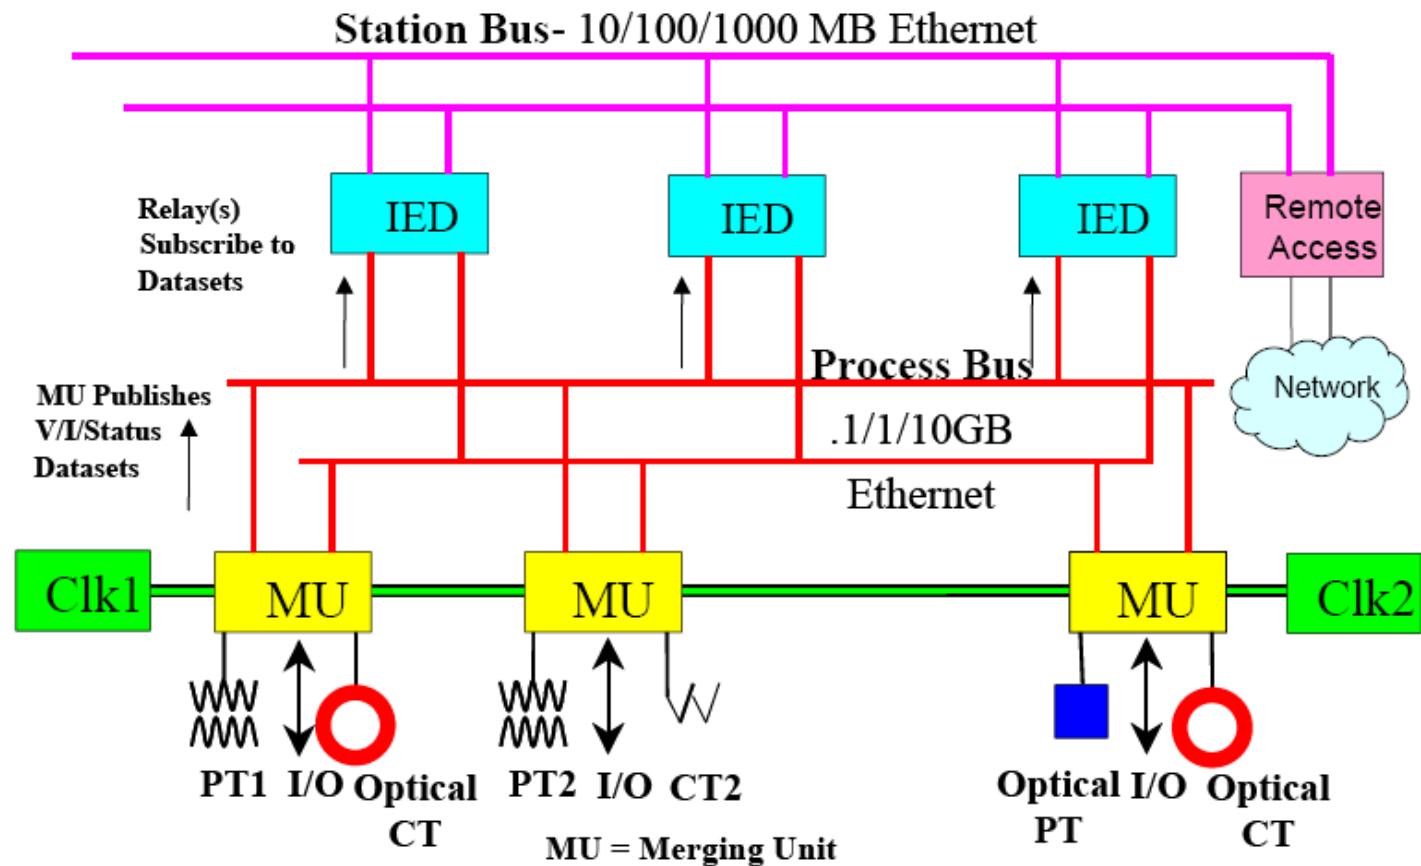 Station Bus- 10/100/1000 MB Ethernet
Relay(s)
Subscribe to
Datasets
IED
IED
IED
Remote
Access
Process Bus
.1/1/10GB
Ethernet
Network
MU Publishes
V/I/Status
Datasets
Clk1
MU
MU
MU
Clk2
PT1
I/O
Optical
CT
PT2
I/O
CT2
Optical
PT
I/O
Optical
CT
MU = Merging Unit